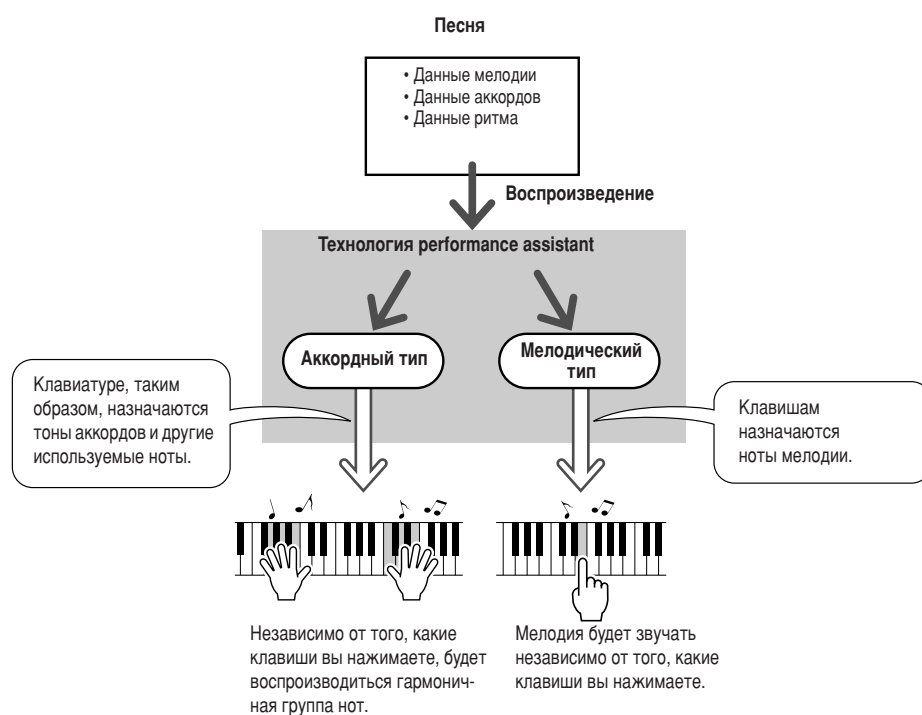 Песня
• Данные мелодии
• Данные аккордов
• Данные ритма
Воспроизведение
Технология performance assistant
Аккордный тип
Мелодический
тип
Клавиатуре, таким
образом, назначаются
тоны аккордов и другие
используемые ноты.
Клавишам
назначаются
ноты мелодии.
Независимо от того, какие
клавиши вы нажимаете, будет
воспроизводиться гармонич-
ная группа нот.
Мелодия будет звучать
независимо от того, какие
клавиши вы нажимаете.